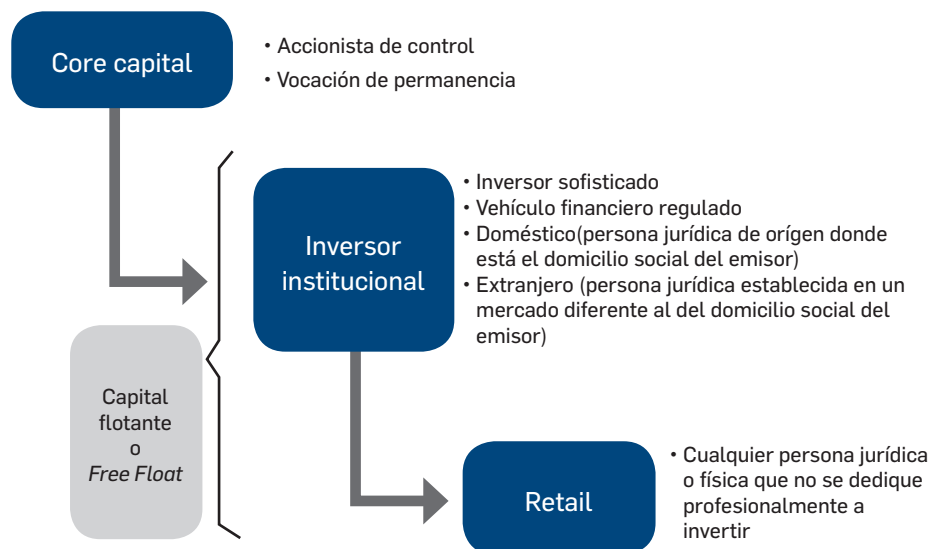 Core capital
• Accionista de control
• Vocación de permanencia
Inversor
institucional
• Inversor sofisticado
• Vehículo financiero regulado
• Doméstico(persona jurídica de orígen donde
está el domicilio social del emisor)
• Extranjero (persona jurídica establecida en un
mercado diferente al del domicilio social del
emisor)
Capital
flotante
o
Free Float
Retail
• Cualquier persona jurídica
o física que no se dedique
profesionalmente a
invertir